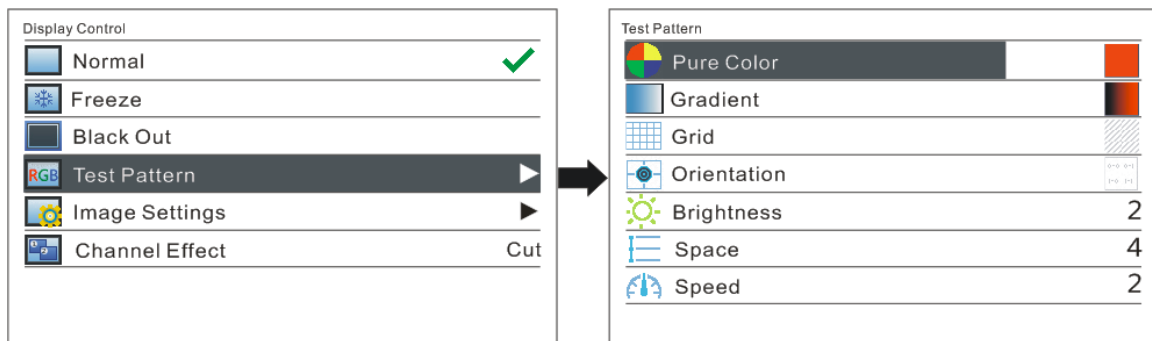 Display Control
Normal
Freeze
Black Out
RGB Test Pattern
Image Settings
Channel Effect Cut
Test Pattern
Pure Color
Gradient
Grid
Orientation
Brightness 2
Space 4
Speed 2